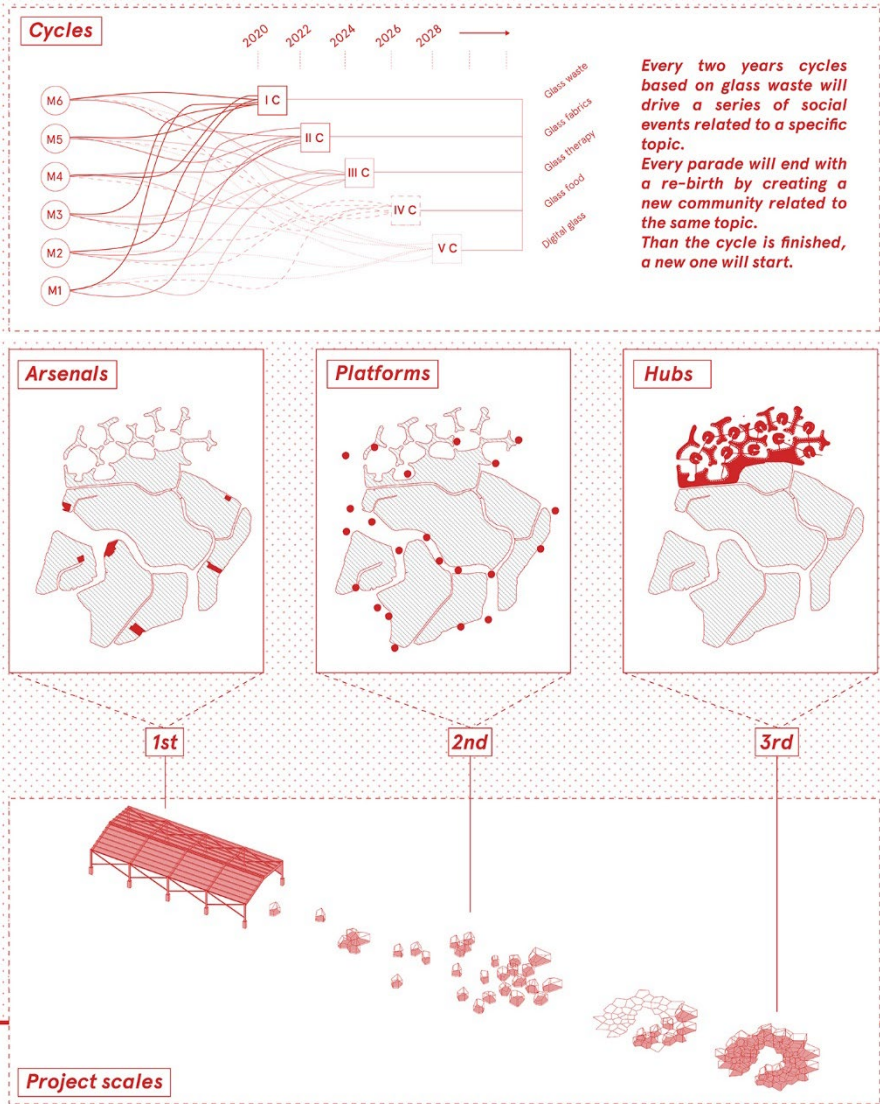 Cycles
2020
2022
2024
2026
2028
M6
M5
M4
M3
M2
M1
I C
II C
III C
IV C
V C
Glass waste
Glass fabrics
Glass therapy
Glass food
Digital glass
Every two years cycles
based on glass waste will
drive a series of social
events related to a specific
topic.
Every parade will end with
a re-birth by creating a
new community related to
the same topic.
Than the cycle is finished,
a new one will start.
Arsenals
Platforms
Hubs
1st
2nd
3rd
Project scales